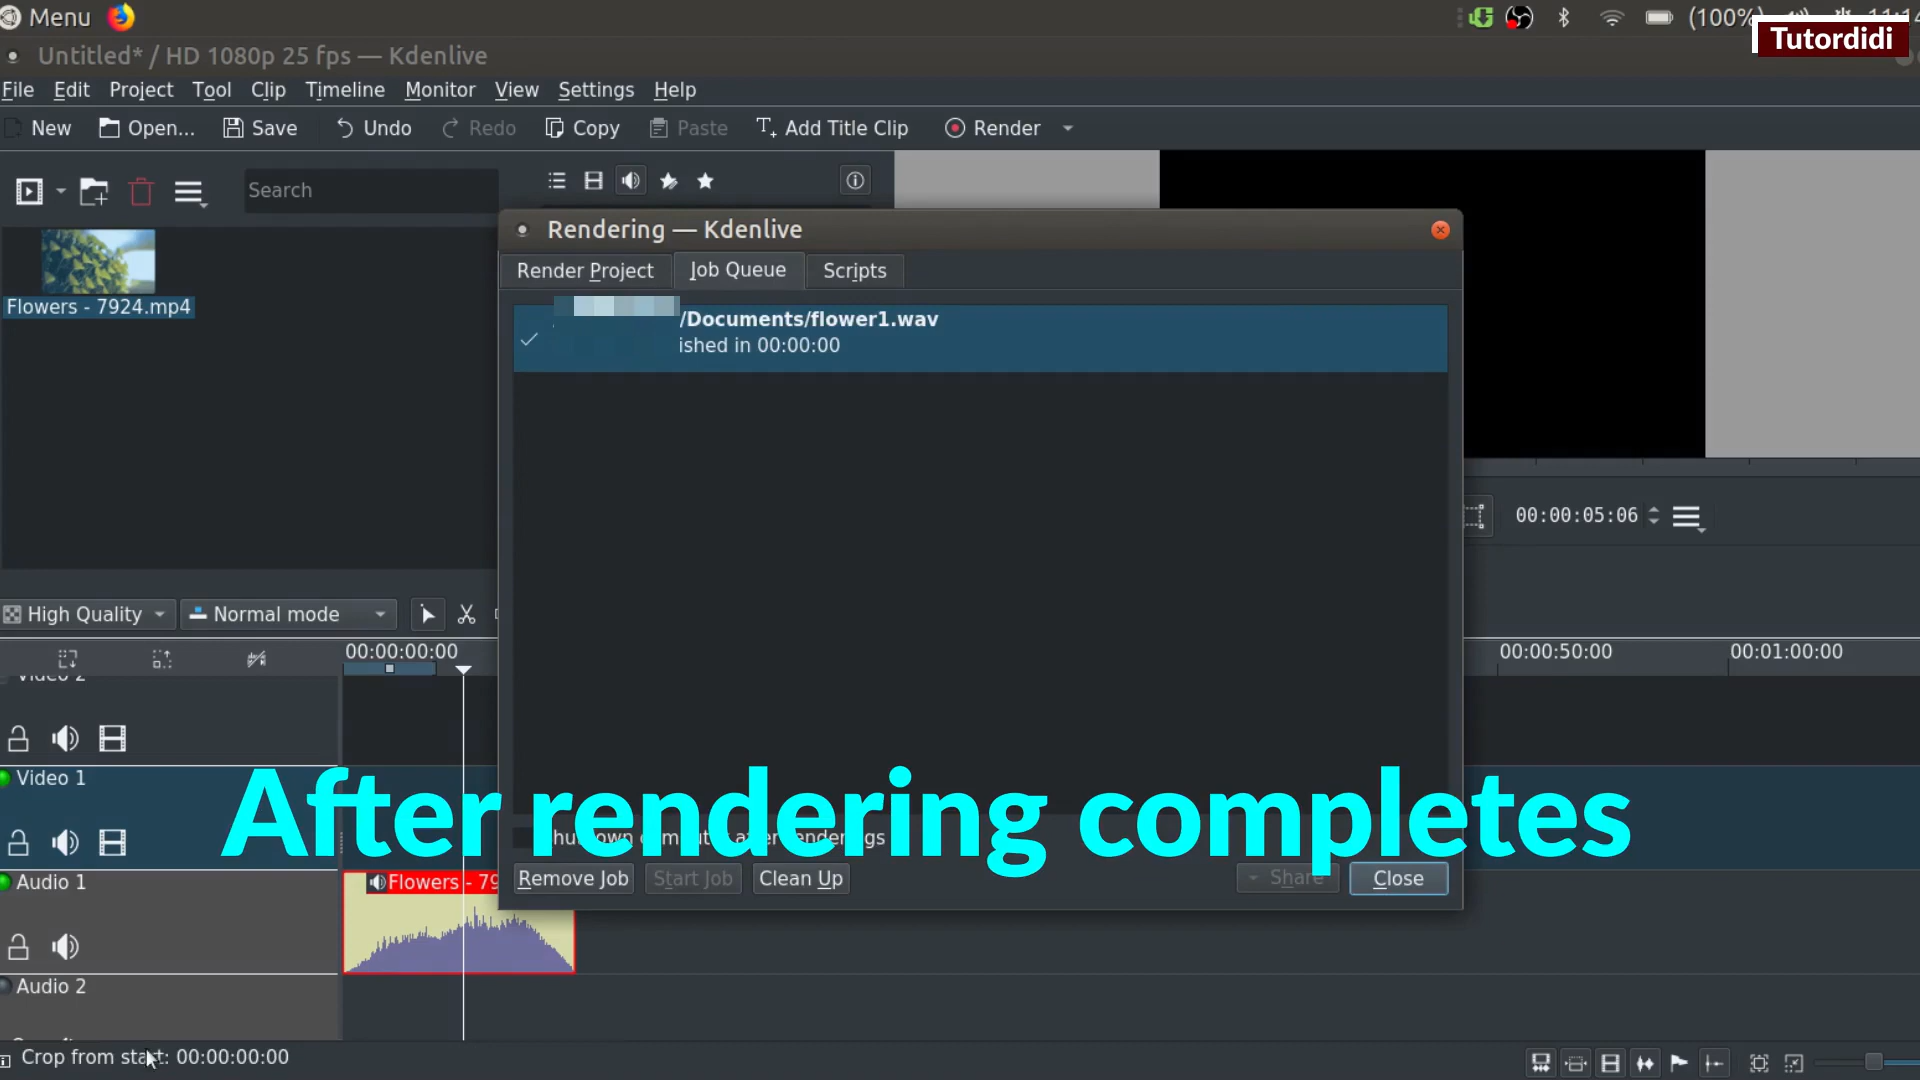 Menu
(100%)
Tutordidi
Untitled* / HD 1080p 25 fps — Kdenlive
File Edit Project Tool Clip Timeline Monitor View Settings Help
New Open... Save Undo Redo Copy Paste Add Title Clip Render
Search
Rendering — Kdenlive
Render Project Job Queue Scripts
Flowers - 7924.mp4
/Documents/flower1.wav
ished in 00:00:00
00:00:05:06
High Quality Normal mode
00:00:00:00 00:00:50:00 00:01:00:00
Video 2
Video 1
After rendering completes
Remove Job Start Job Clean Up Share Close
Audio 1
Flowers - 79
Audio 2
Crop from start: 00:00:00:00